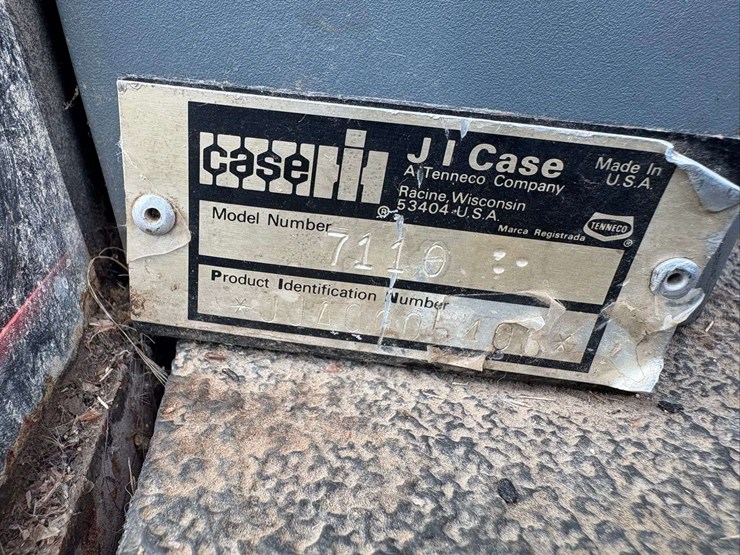 case IH ®
J I Case
A Tenneco Company
Racine, Wisconsin
53404 U.S.A.
Made In
U.S.A.
Marca Registrada
TENNECO ®
Model Number
7110
Product Identification Number